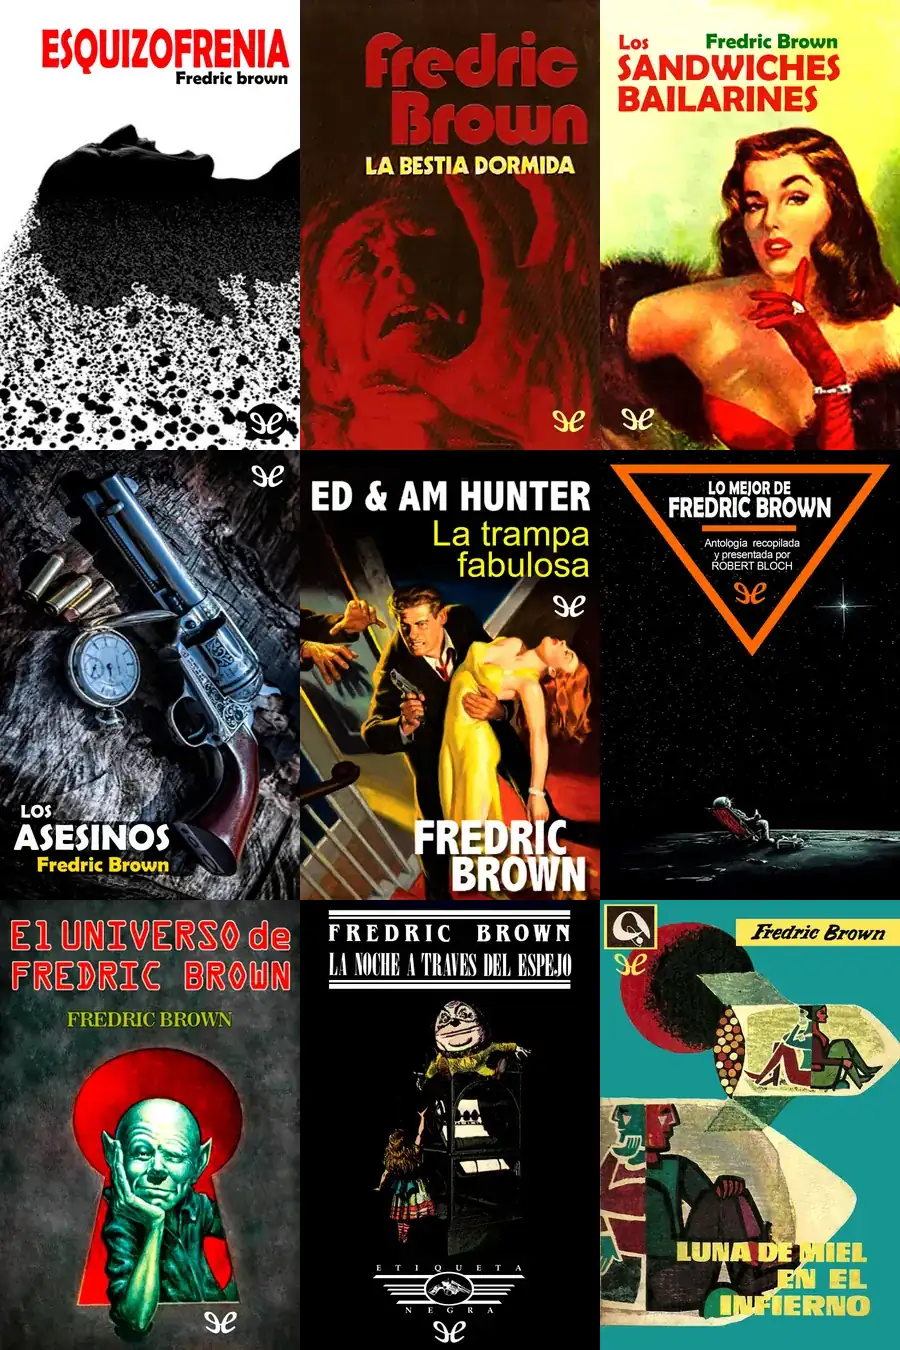 ESQUIZOFRENIA
Fredric brown
Fredric
Brown
LA BESTIA DORMIDA
Los
Fredric Brown
SANDWICHES
BAILARINES
LOS
ASESINOS
Fredric Brown
ED & AM HUNTER
La trampa
fabulosa
FREDRIC
BROWN
LO MEJOR DE
FREDRIC BROWN
Antología recopilada
y presentada por
ROBERT BLOCH
El UNIVERSO de
FREDRIC BROWN
FREDRIC BROWN
FREDRIC BROWN
LA NOCHE A TRAVES DEL ESPEJO
ETIQUETA
NEGRA
Fredric Brown
LUNA DE MIEL
EN EL
INFIERNO